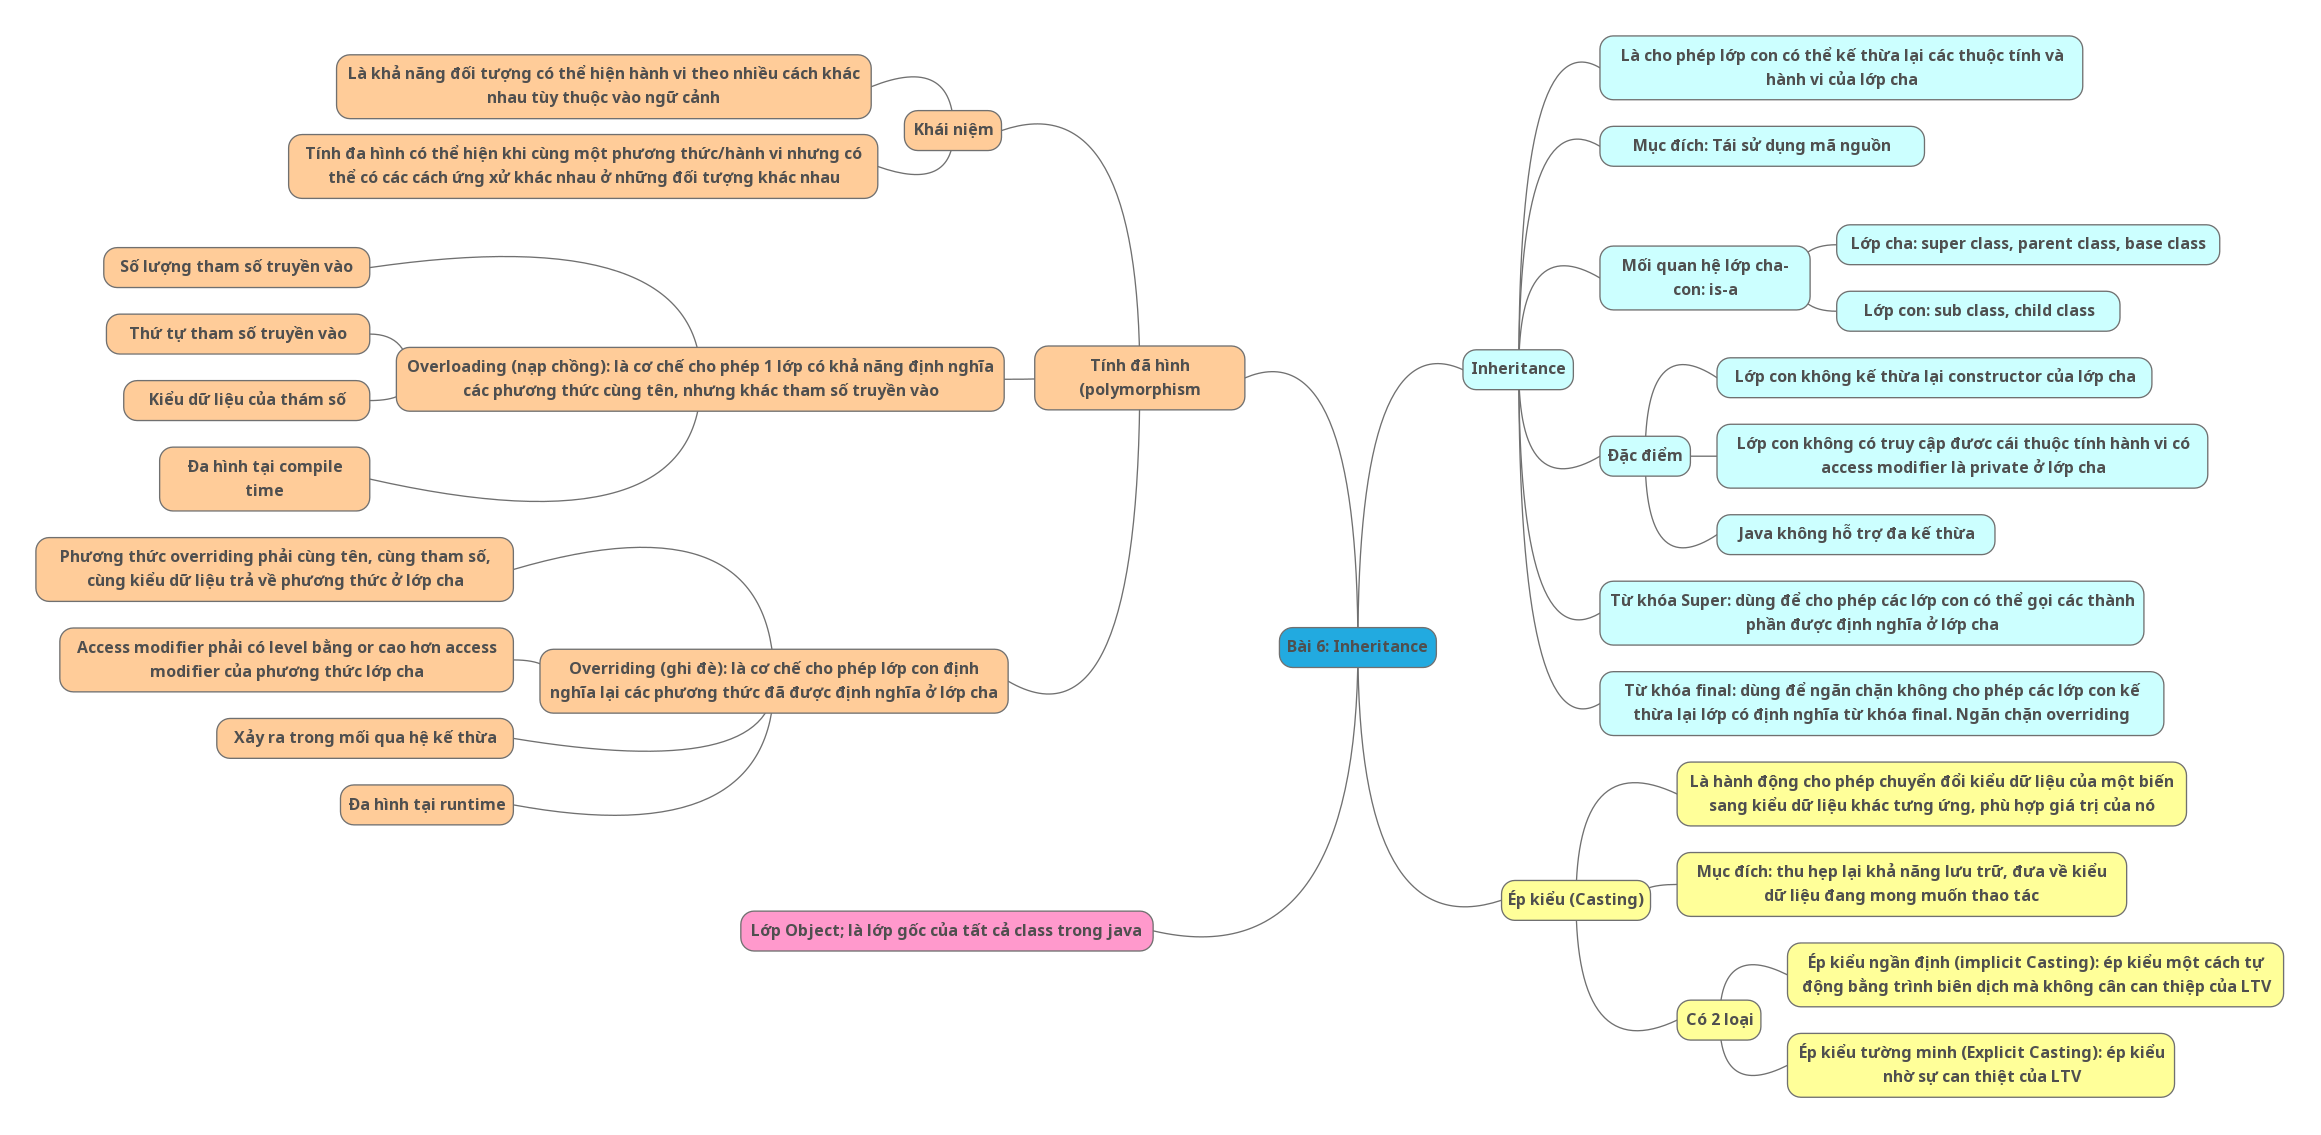 Bài 6: Inheritance
Inheritance
Là cho phép lớp con có thể kế thừa lại các thuộc tính và
hành vi của lớp cha
Mục đích: Tái sử dụng mã nguồn
Mối quan hệ lớp cha-
con: is-a
Lớp cha: super class, parent class, base class
Lớp con: sub class, child class
Đặc điểm
Lớp con không kế thừa lại constructor của lớp cha
Lớp con không có truy cập đươc cái thuộc tính hành vi có
access modifier là private ở lớp cha
Java không hỗ trợ đa kế thừa
Từ khóa Super: dùng để cho phép các lớp con có thể gọi các thành
phần được định nghĩa ở lớp cha
Từ khóa final: dùng để ngăn chặn không cho phép các lớp con kế
thừa lại lớp có định nghĩa từ khóa final. Ngăn chặn overriding
Ép kiểu (Casting)
Là hành động cho phép chuyển đổi kiểu dữ liệu của một biến
sang kiểu dữ liệu khác tưng ứng, phù hợp giá trị của nó
Mục đích: thu hẹp lại khả năng lưu trữ, đưa về kiểu
dữ liệu đang mong muốn thao tác
Có 2 loại
Ép kiểu ngần định (implicit Casting): ép kiểu một cách tự
động bằng trình biên dịch mà không cân can thiệp của LTV
Ép kiểu tường minh (Explicit Casting): ép kiểu
nhờ sự can thiệt của LTV
Tính đã hình
(polymorphism
Khái niệm
Là khả năng đối tượng có thể hiện hành vi theo nhiều cách khác
nhau tùy thuộc vào ngữ cảnh
Tính đa hình có thể hiện khi cùng một phương thức/hành vi nhưng có
thể có các cách ứng xử khác nhau ở những đối tượng khác nhau
Overloading (nạp chồng): là cơ chế cho phép 1 lớp có khả năng định nghĩa
các phương thức cùng tên, nhưng khác tham số truyền vào
Số lượng tham số truyền vào
Thứ tự tham số truyền vào
Kiểu dữ liệu của thám số
Đa hình tại compile
time
Overriding (ghi đè): là cơ chế cho phép lớp con định
nghĩa lại các phương thức đã được định nghĩa ở lớp cha
Phương thức overriding phải cùng tên, cùng tham số,
cùng kiểu dữ liệu trả về phương thức ở lớp cha
Access modifier phải có level bằng or cao hơn access
modifier của phương thức lớp cha
Xảy ra trong mối qua hệ kế thừa
Đa hình tại runtime
Lớp Object; là lớp gốc của tất cả class trong java